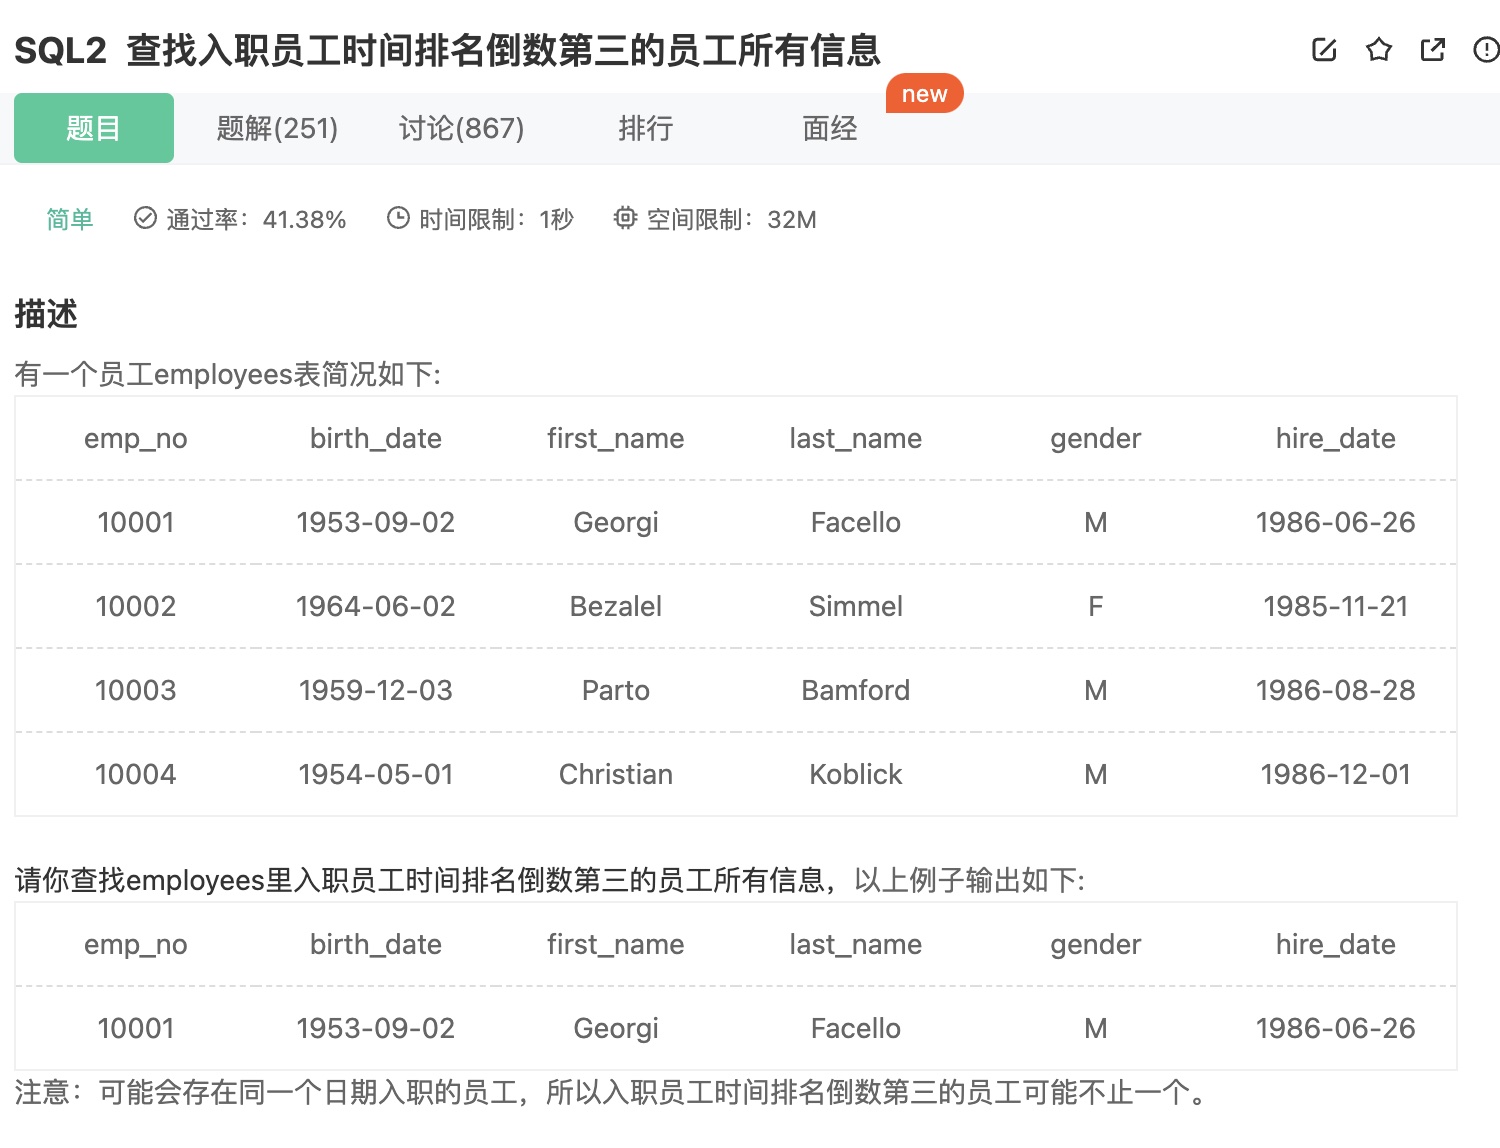 SQL2 查找入职员工时间排名倒数第三的员工所有信息
new
题目 题解(251) 讨论(867) 排行 面经
简单 通过率：41.38% 时间限制：1秒 空间限制：32M
描述
有一个员工employees表简况如下:
emp_no birth_date first_name last_name gender hire_date
10001 1953-09-02 Georgi Facello M 1986-06-26
10002 1964-06-02 Bezalel Simmel F 1985-11-21
10003 1959-12-03 Parto Bamford M 1986-08-28
10004 1954-05-01 Christian Koblick M 1986-12-01
请你查找employees里入职员工时间排名倒数第三的员工所有信息，以上例子输出如下:
emp_no birth_date first_name last_name gender hire_date
10001 1953-09-02 Georgi Facello M 1986-06-26
注意：可能会存在同一个日期入职的员工，所以入职员工时间排名倒数第三的员工可能不止一个。